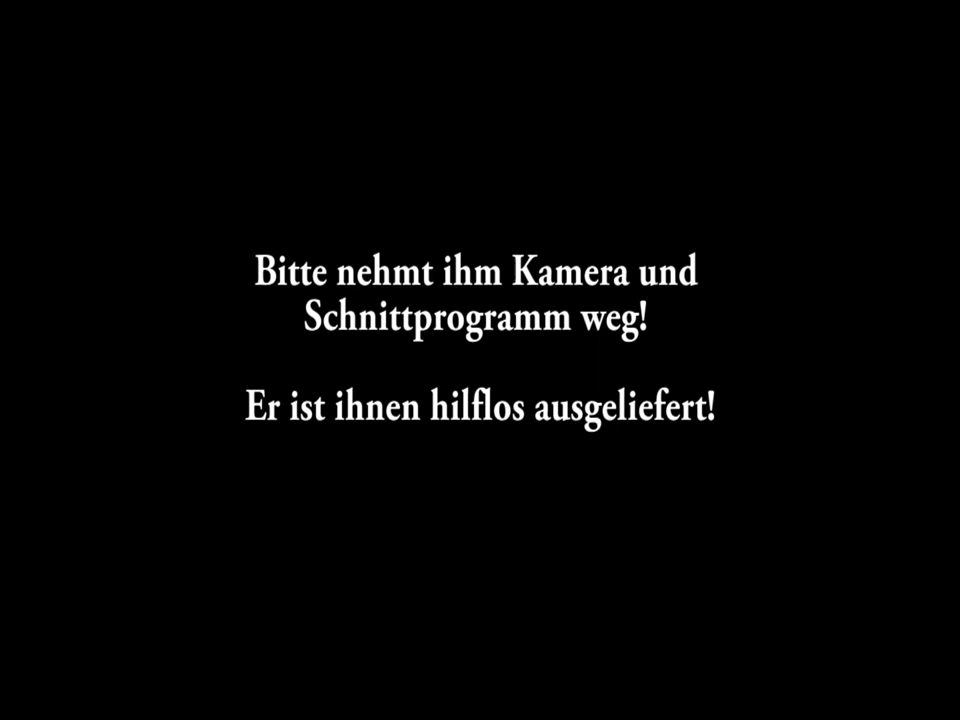 Bitte nehmt ihm Kamera und
Schnittprogramm weg!
Er ist ihnen hilflos ausgeliefert!